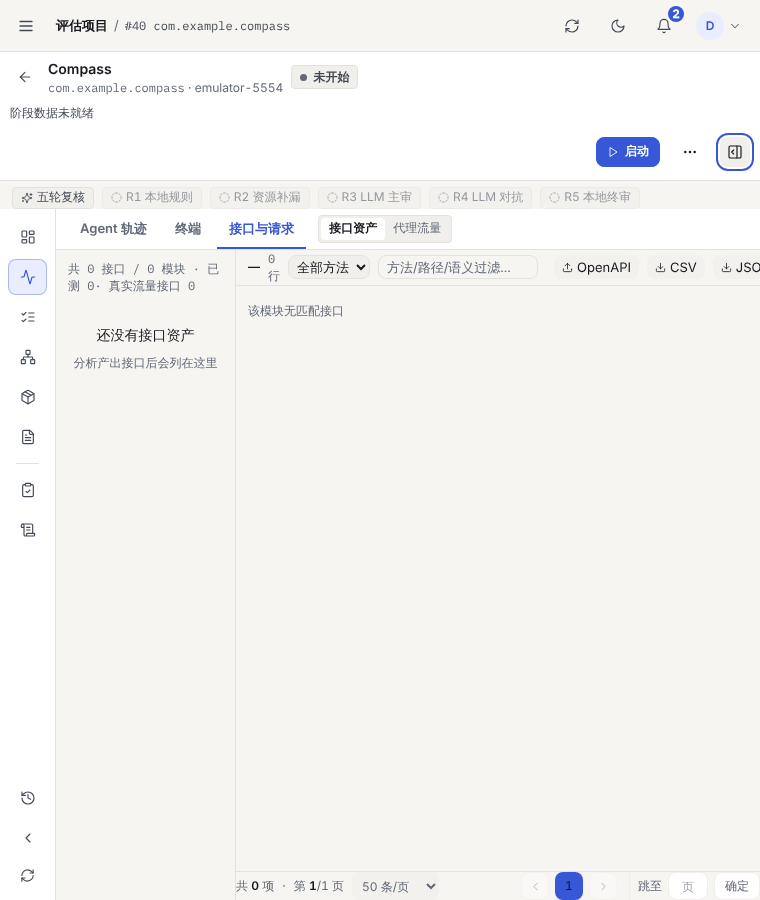 评估项目 / #40 com.example.compass
2
D
Compass
com.example.compass · emulator-5554
未开始
阶段数据未就绪
启动
五轮复核 R1 本地规则 R2 资源补漏 R3 LLM 主审 R4 LLM 对抗 R5 本地终审
Agent 轨迹 终端 接口与请求 接口资产 代理流量
共 0 接口 / 0 模块 · 已
测 0· 真实流量接口 0
还没有接口资产
分析产出接口后会列在这里
— 0 行 全部方法 方法/路径/语义过滤... OpenAPI CSV JSO
该模块无匹配接口
共 0 项 · 第 1/1 页 50 条/页 1 跳至 页 确定